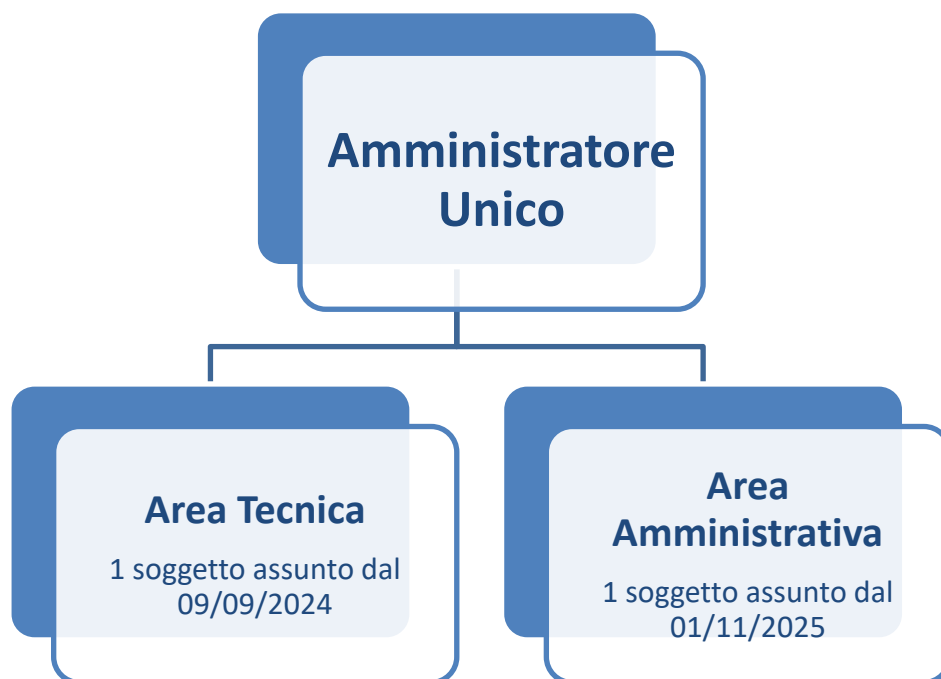 Amministratore
Unico
Area Tecnica
1 soggetto assunto dal
09/09/2024
Area
Amministrativa
1 soggetto assunto dal
01/11/2025